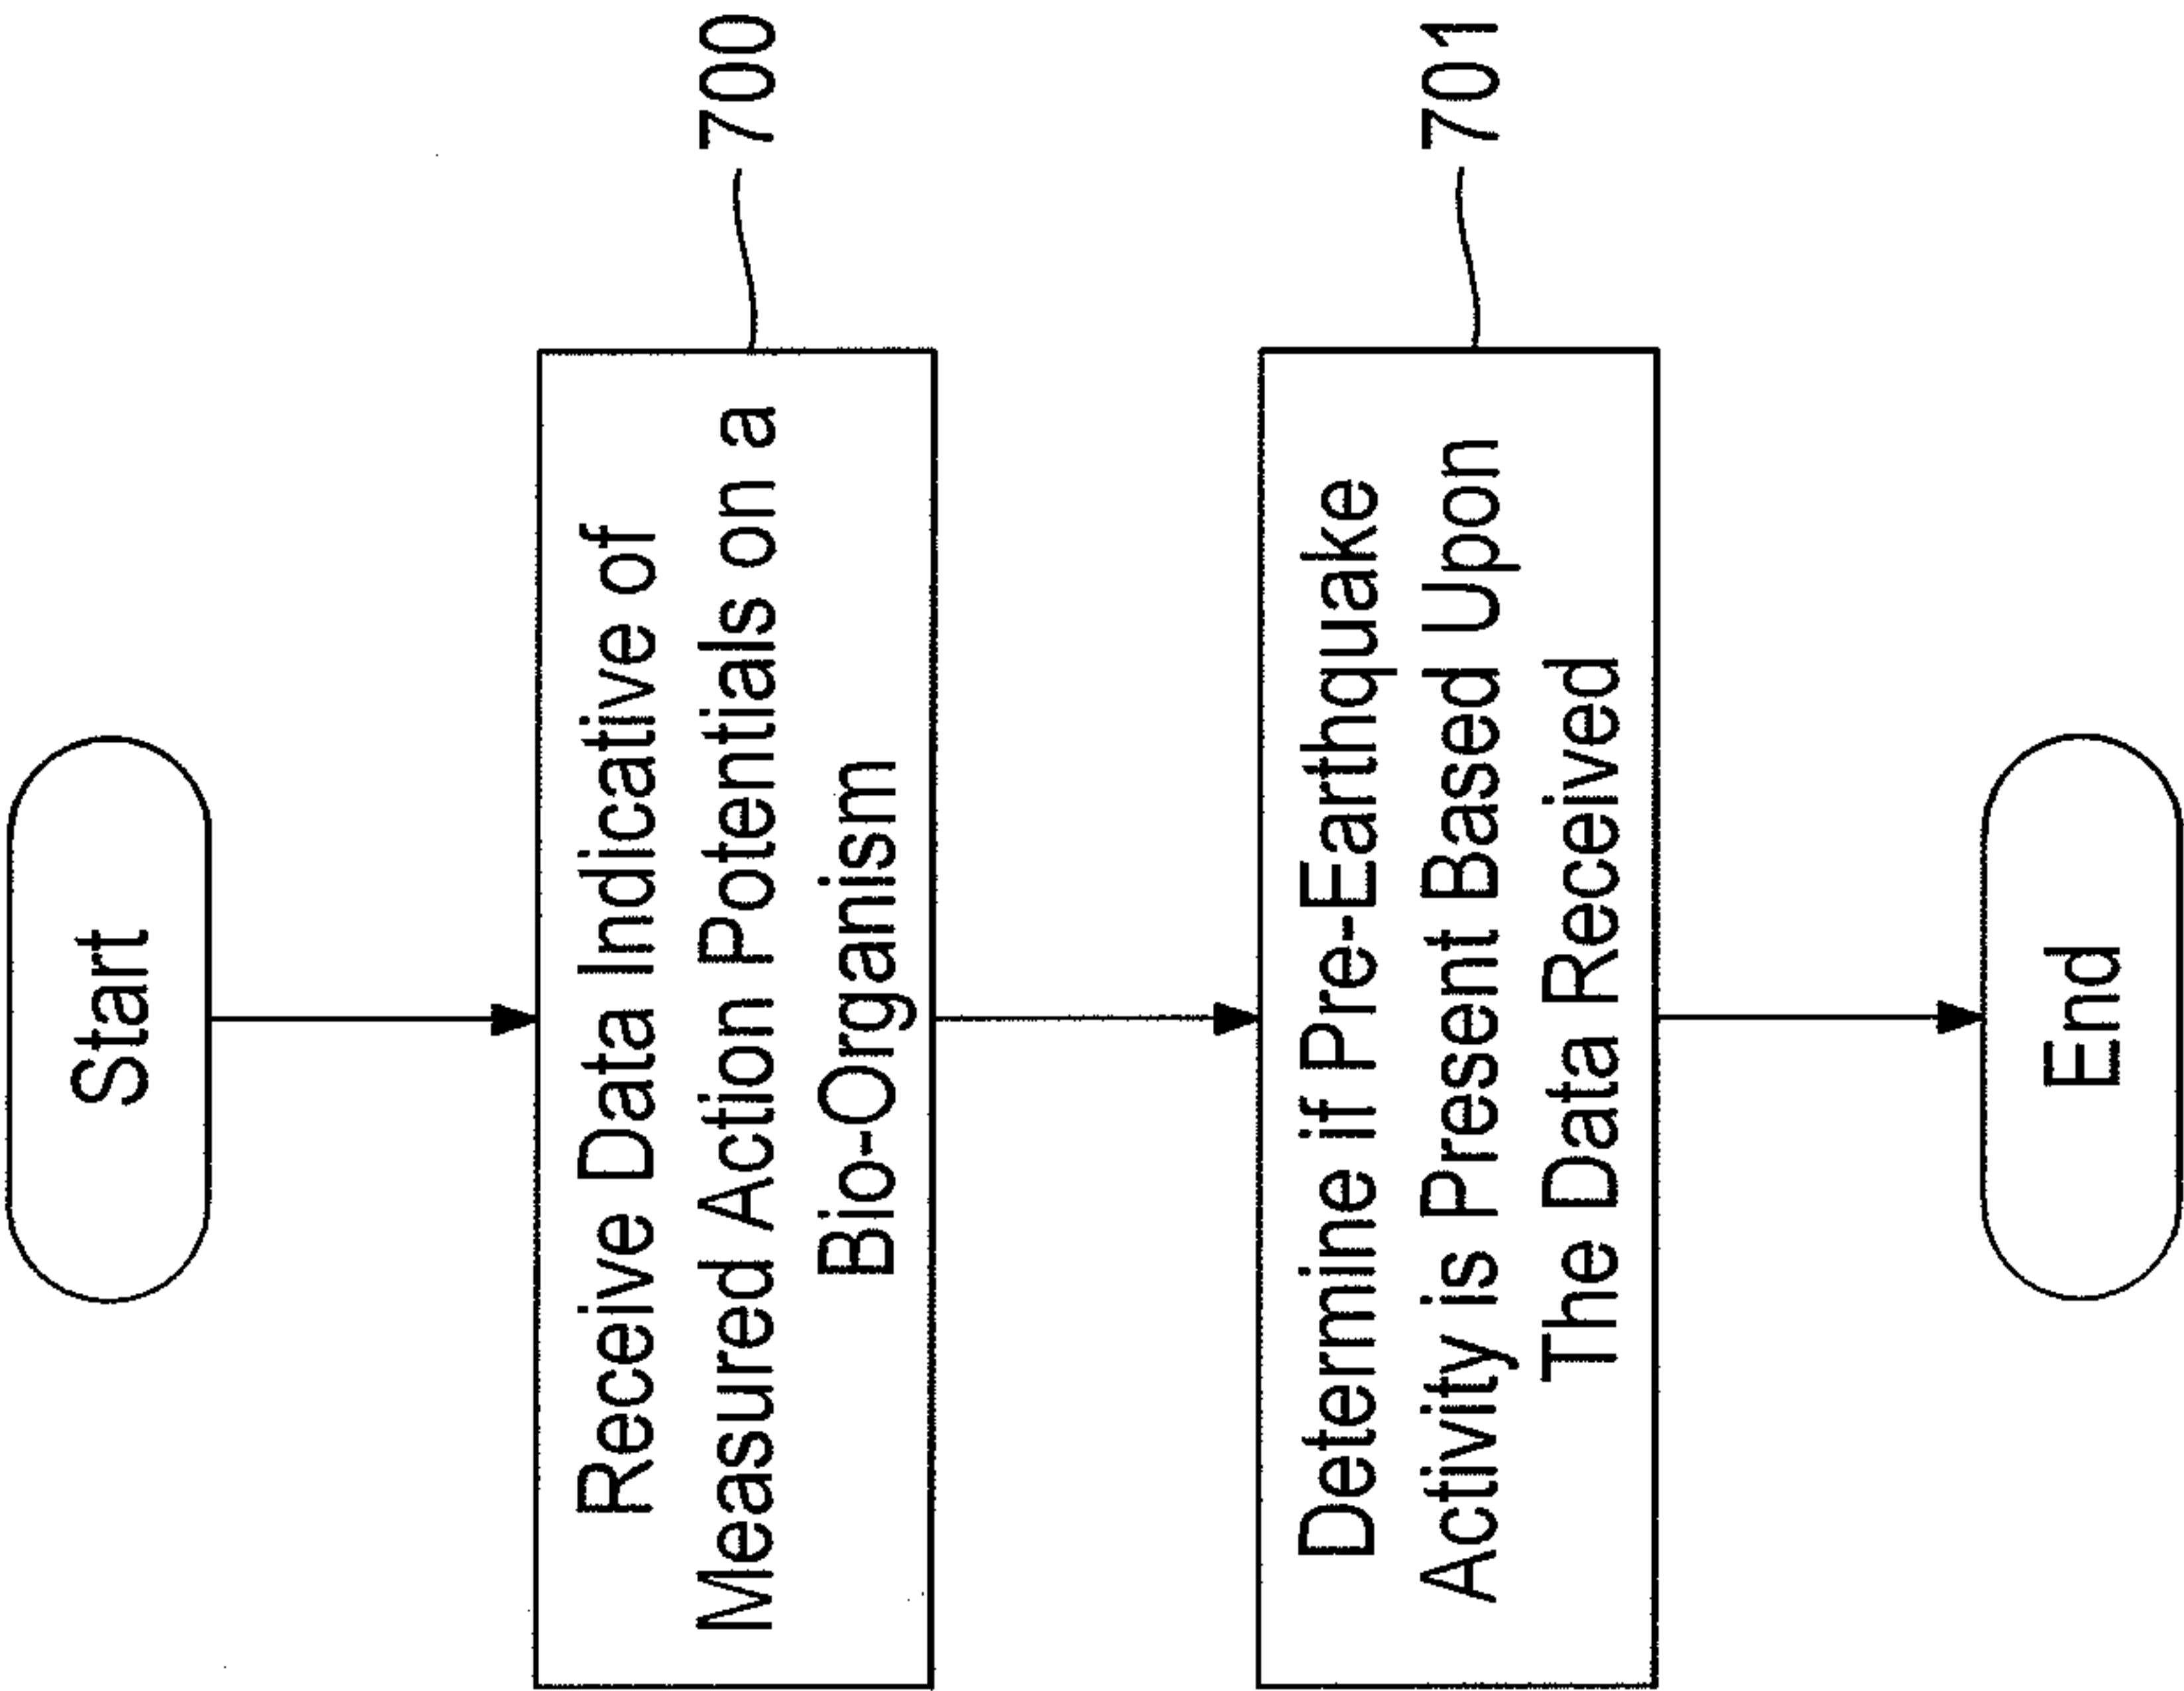 Start
Receive Data Indicative of
Measured Action Potentials on a
Bio-Organism
700
Determine if Pre-Earthquake
Activity is Present Based Upon
The Data Received
701
End